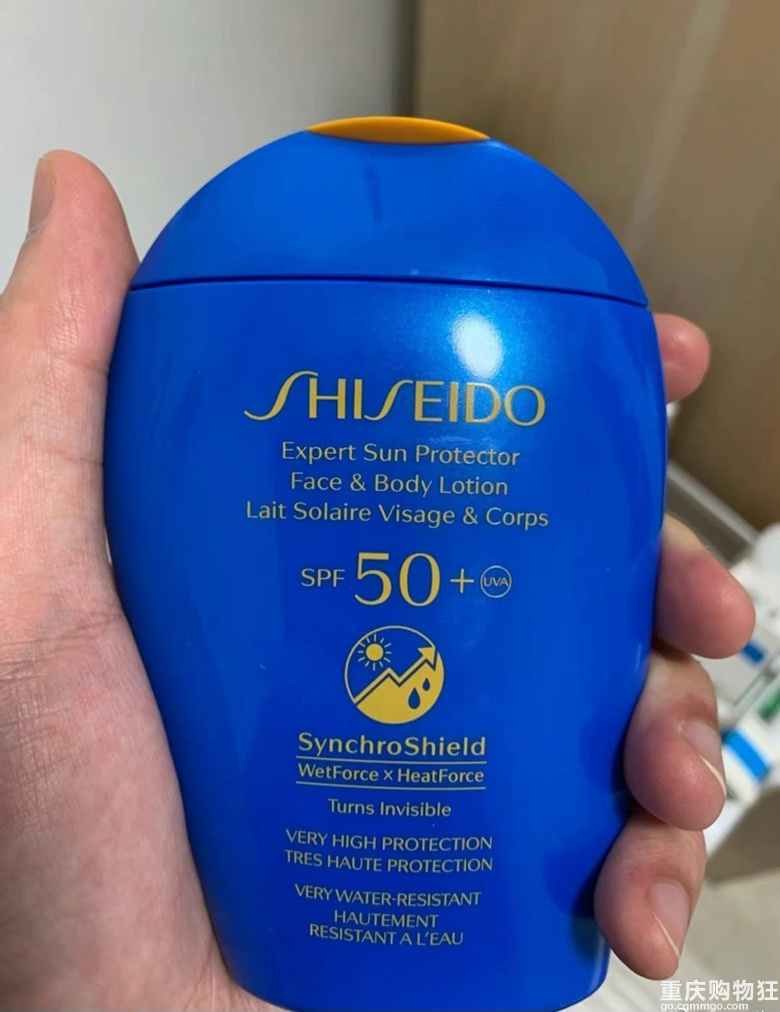 SHISEIDO
Expert Sun Protector
Face & Body Lotion
Lait Solaire Visage & Corps
SPF 50+ UVA
SynchroShield
WetForce x HeatForce
Turns Invisible
VERY HIGH PROTECTION
TRES HAUTE PROTECTION
VERY WATER-RESISTANT
HAUTEMENT
RESISTANT A L'EAU
重庆购物狂
go.cqmmgo.com